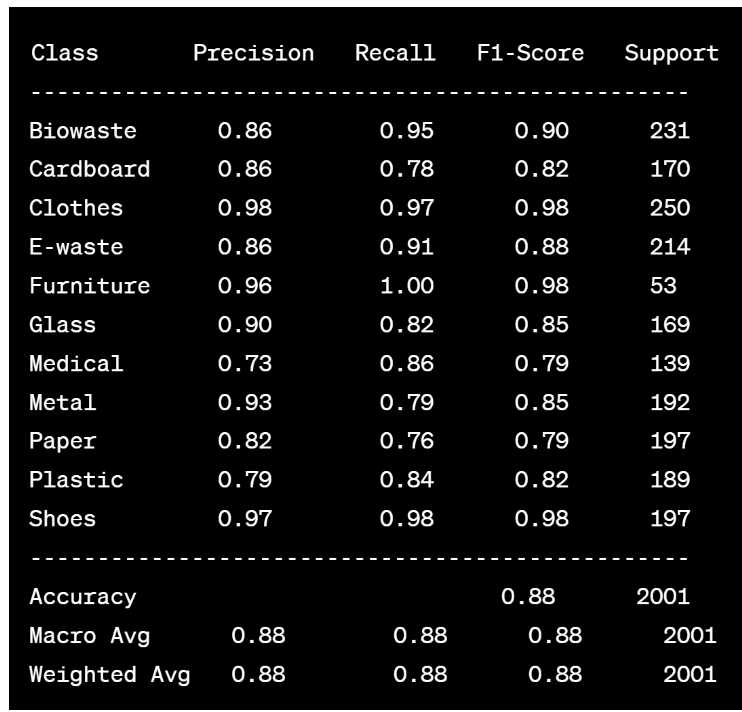 Class Precision Recall F1-Score Support
-------------------------------------------------
Biowaste 0.86 0.95 0.90 231
Cardboard 0.86 0.78 0.82 170
Clothes 0.98 0.97 0.98 250
E-waste 0.86 0.91 0.88 214
Furniture 0.96 1.00 0.98 53
Glass 0.90 0.82 0.85 169
Medical 0.73 0.86 0.79 139
Metal 0.93 0.79 0.85 192
Paper 0.82 0.76 0.79 197
Plastic 0.79 0.84 0.82 189
Shoes 0.97 0.98 0.98 197
-------------------------------------------------
Accuracy 0.88 2001
Macro Avg 0.88 0.88 0.88 2001
Weighted Avg 0.88 0.88 0.88 2001